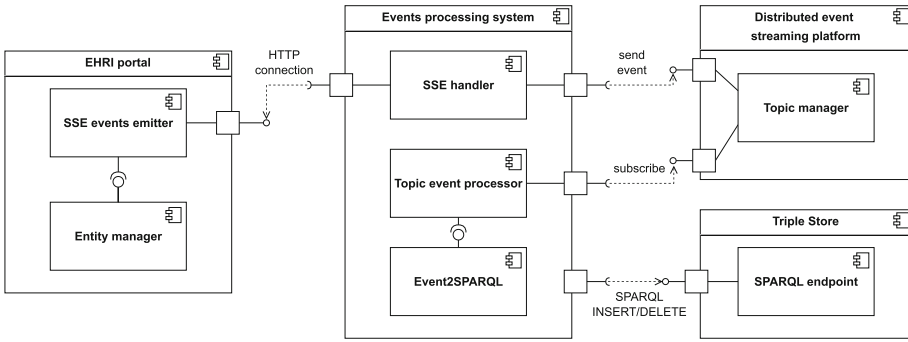 EHRI portal
SSE events emitter
Entity manager
HTTP
connection
Events processing system
SSE handler
Topic event processor
Event2SPARQL
send
event
subscribe
SPARQL
INSERT/DELETE
Distributed event
streaming platform
Topic manager
Triple Store
SPARQL endpoint